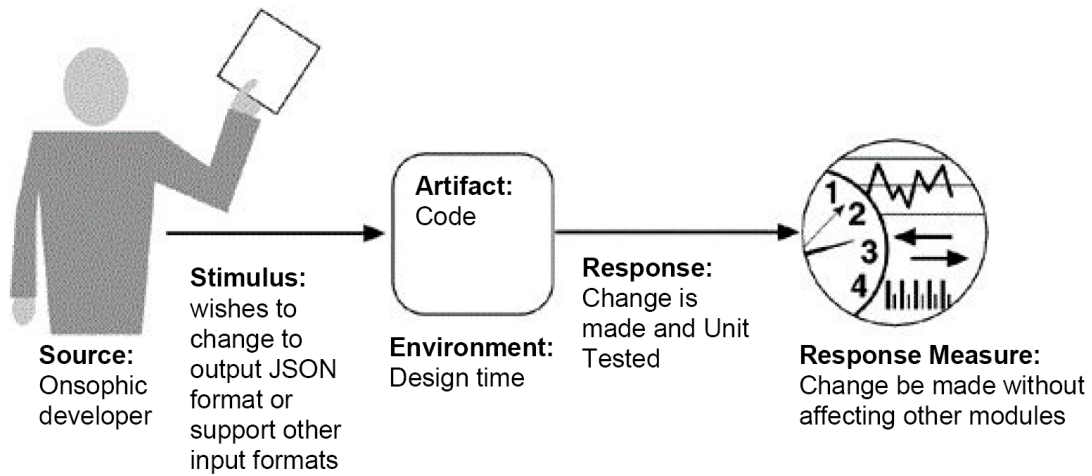 Source:
Onsophic
developer
Stimulus:
wishes to
change to
output JSON
format or
support other
input formats
Artifact:
Code
Environment:
Design time
Response:
Change is
made and Unit
Tested
1
2
3
4
Response Measure:
Change be made without
affecting other modules